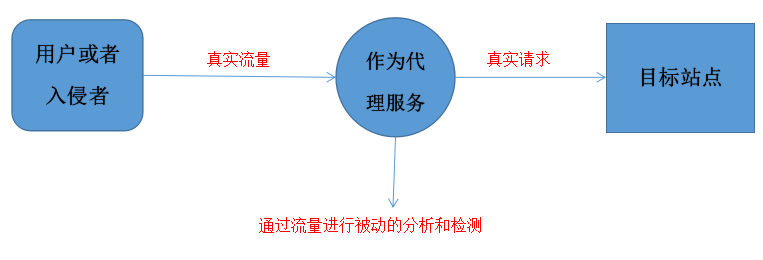 用户或者
入侵者
真实流量
作为代
理服务
真实请求
目标站点
通过流量进行被动的分析和检测